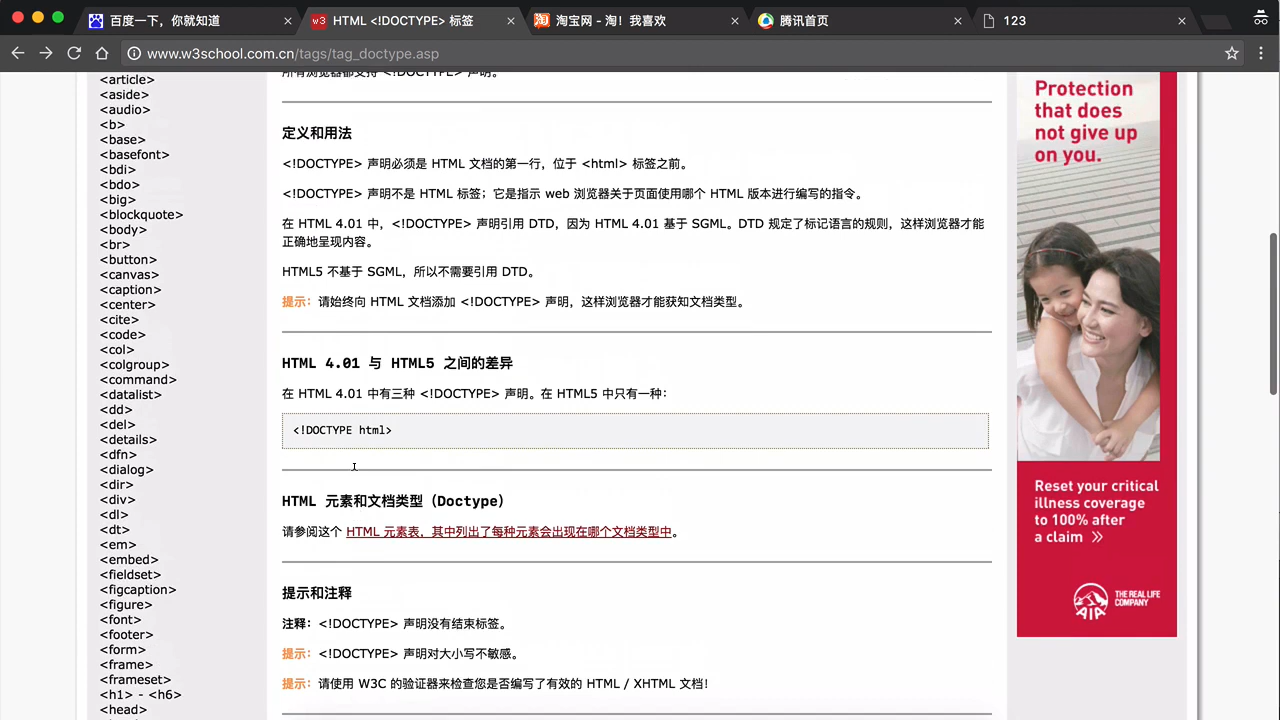 百度一下，你就知道
HTML <!DOCTYPE> 标签
淘宝网 - 淘！我喜欢
腾讯首页
123
www.w3school.com.cn/tags/tag_doctype.asp
<article>
<aside>
<audio>
<b>
<base>
<basefont>
<bdi>
<bdo>
<big>
<blockquote>
<body>
<br>
<button>
<canvas>
<caption>
<center>
<cite>
<code>
<col>
<colgroup>
<command>
<datalist>
<dd>
<del>
<details>
<dfn>
<dialog>
<dir>
<div>
<dl>
<dt>
<em>
<embed>
<fieldset>
<figcaption>
<figure>
<font>
<footer>
<form>
<frame>
<frameset>
<h1> - <h6>
<head>
所有浏览器都支持 <!DOCTYPE> 声明。
定义和用法
<!DOCTYPE> 声明必须是 HTML 文档的第一行，位于 <html> 标签之前。
<!DOCTYPE> 声明不是 HTML 标签；它是指示 web 浏览器关于页面使用哪个 HTML 版本进行编写的指令。
在 HTML 4.01 中，<!DOCTYPE> 声明引用 DTD，因为 HTML 4.01 基于 SGML。DTD 规定了标记语言的规则，这样浏览器才能
正确地呈现内容。
HTML5 不基于 SGML，所以不需要引用 DTD。
提示：请始终向 HTML 文档添加 <!DOCTYPE> 声明，这样浏览器才能获知文档类型。
HTML 4.01 与 HTML5 之间的差异
在 HTML 4.01 中有三种 <!DOCTYPE> 声明。在 HTML5 中只有一种：
<!DOCTYPE html>
HTML 元素和文档类型（Doctype）
请参阅这个 HTML 元素表，其中列出了每种元素会出现在哪个文档类型中。
提示和注释
注释：<!DOCTYPE> 声明没有结束标签。
提示：<!DOCTYPE> 声明对大小写不敏感。
提示：请使用 W3C 的验证器来检查您是否编写了有效的 HTML / XHTML 文档！
Protection
that does
not give up
on you.
Reset your critical
illness coverage
to 100% after
a claim
AIA
THE REAL LIFE
COMPANY